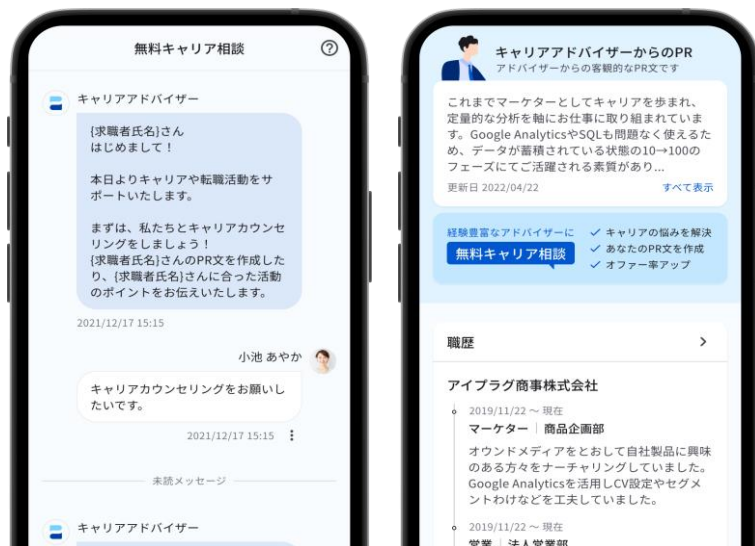 無料キャリア相談
キャリアアドバイザー
{求職者氏名}さん
はじめまして！
本日よりキャリアや転職活動をサ
ポートいたします。
まずは、私たちとキャリアカウンセ
リングをしましょう！
{求職者氏名}さんのPR文を作成した
り、{求職者氏名}さんに合った活動
のポイントをお伝えいたします。
2021/12/17 15:15
小池 あやか
キャリアカウンセリングをお願いし
たいです。
2021/12/17 15:15
未読メッセージ
キャリアアドバイザー
キャリアアドバイザーからのPR
アドバイザーからの客観的なPR文です
これまでマーケターとしてキャリアを歩まれ、
定量的な分析を軸にお仕事に取り組まれていま
す。Google AnalyticsやSQLも問題なく使えるた
め、データが蓄積されている状態の10→100の
フェーズにてご活躍される素質があり...
更新日 2022/04/22
すべて表示
経験豊富なアドバイザーに
無料キャリア相談
キャリアの悩みを解決
あなたのPR文を作成
オファー率アップ
職歴
アイプラグ商事株式会社
2019/11/22 〜 現在
マーケター | 商品企画部
オウンドメディアをとおして自社製品に興味
のある方々をナーチャリングしていました。
Google Analyticsを活用しCV設定やセグメ
ントわけなどを工夫していました。
2019/11/22 〜 現在
営業 | 法人営業部